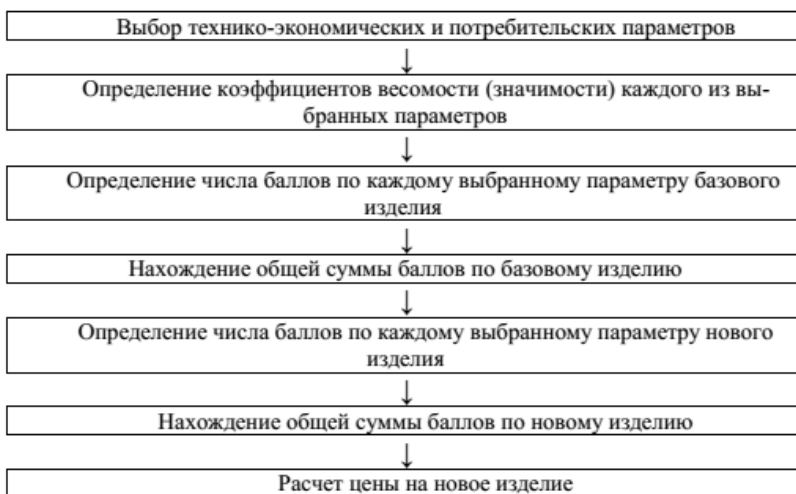 Выбор технико-экономических и потребительских параметров
↓
Определение коэффициентов весомости (значимости) каждого из вы-
бранных параметров
↓
Определение числа баллов по каждому выбранному параметру базового
изделия
↓
Нахождение общей суммы баллов по базовому изделию
↓
Определение числа баллов по каждому выбранному параметру нового
изделия
↓
Нахождение общей суммы баллов по новому изделию
↓
Расчет цены на новое изделие